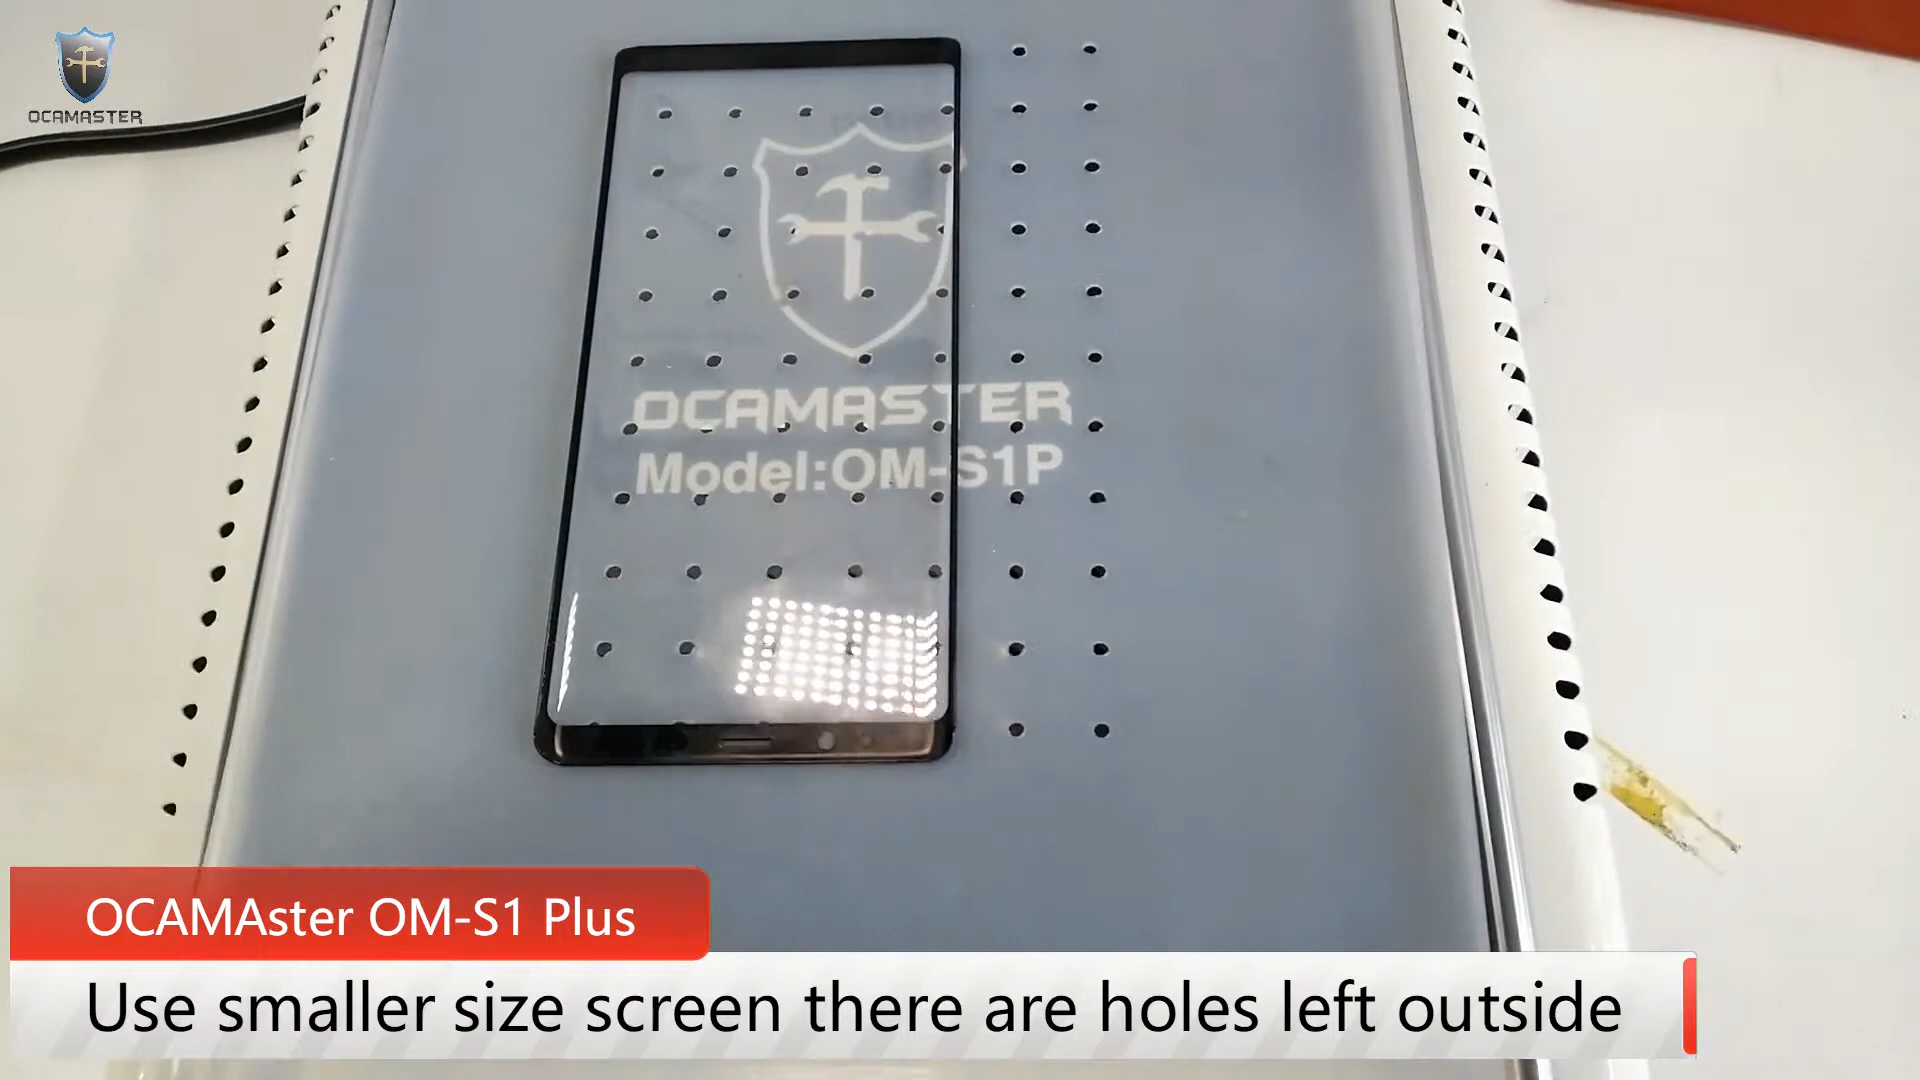 OCAMASTER
OCAMASTER
Model:OM-S1P
OCAMAster OM-S1 Plus
Use smaller size screen there are holes left outside